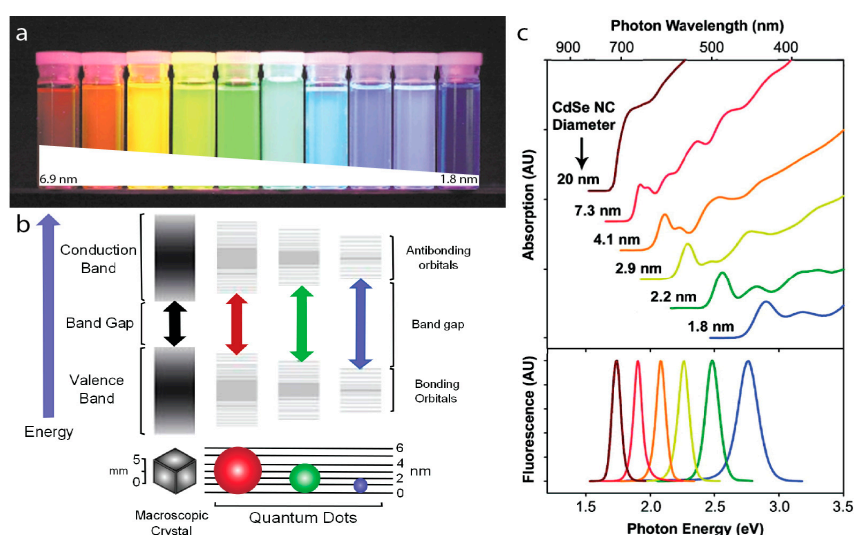 a
6.9 nm
1.8 nm
b
Conduction
Band
Band Gap
Valence
Band
Energy
Antibonding
orbitals
Band gap
Bonding
Orbitals
5
mm
0
6
4
nm
2
0
Macroscopic
Crystal
Quantum Dots
c
Photon Wavelength (nm)
900
700
500
400
CdSe NC
Diameter
20 nm
7.3 nm
4.1 nm
2.9 nm
2.2 nm
1.8 nm
Absorption (AU)
Fluorescence (AU)
1.5
2.0
2.5
3.0
3.5
Photon Energy (eV)